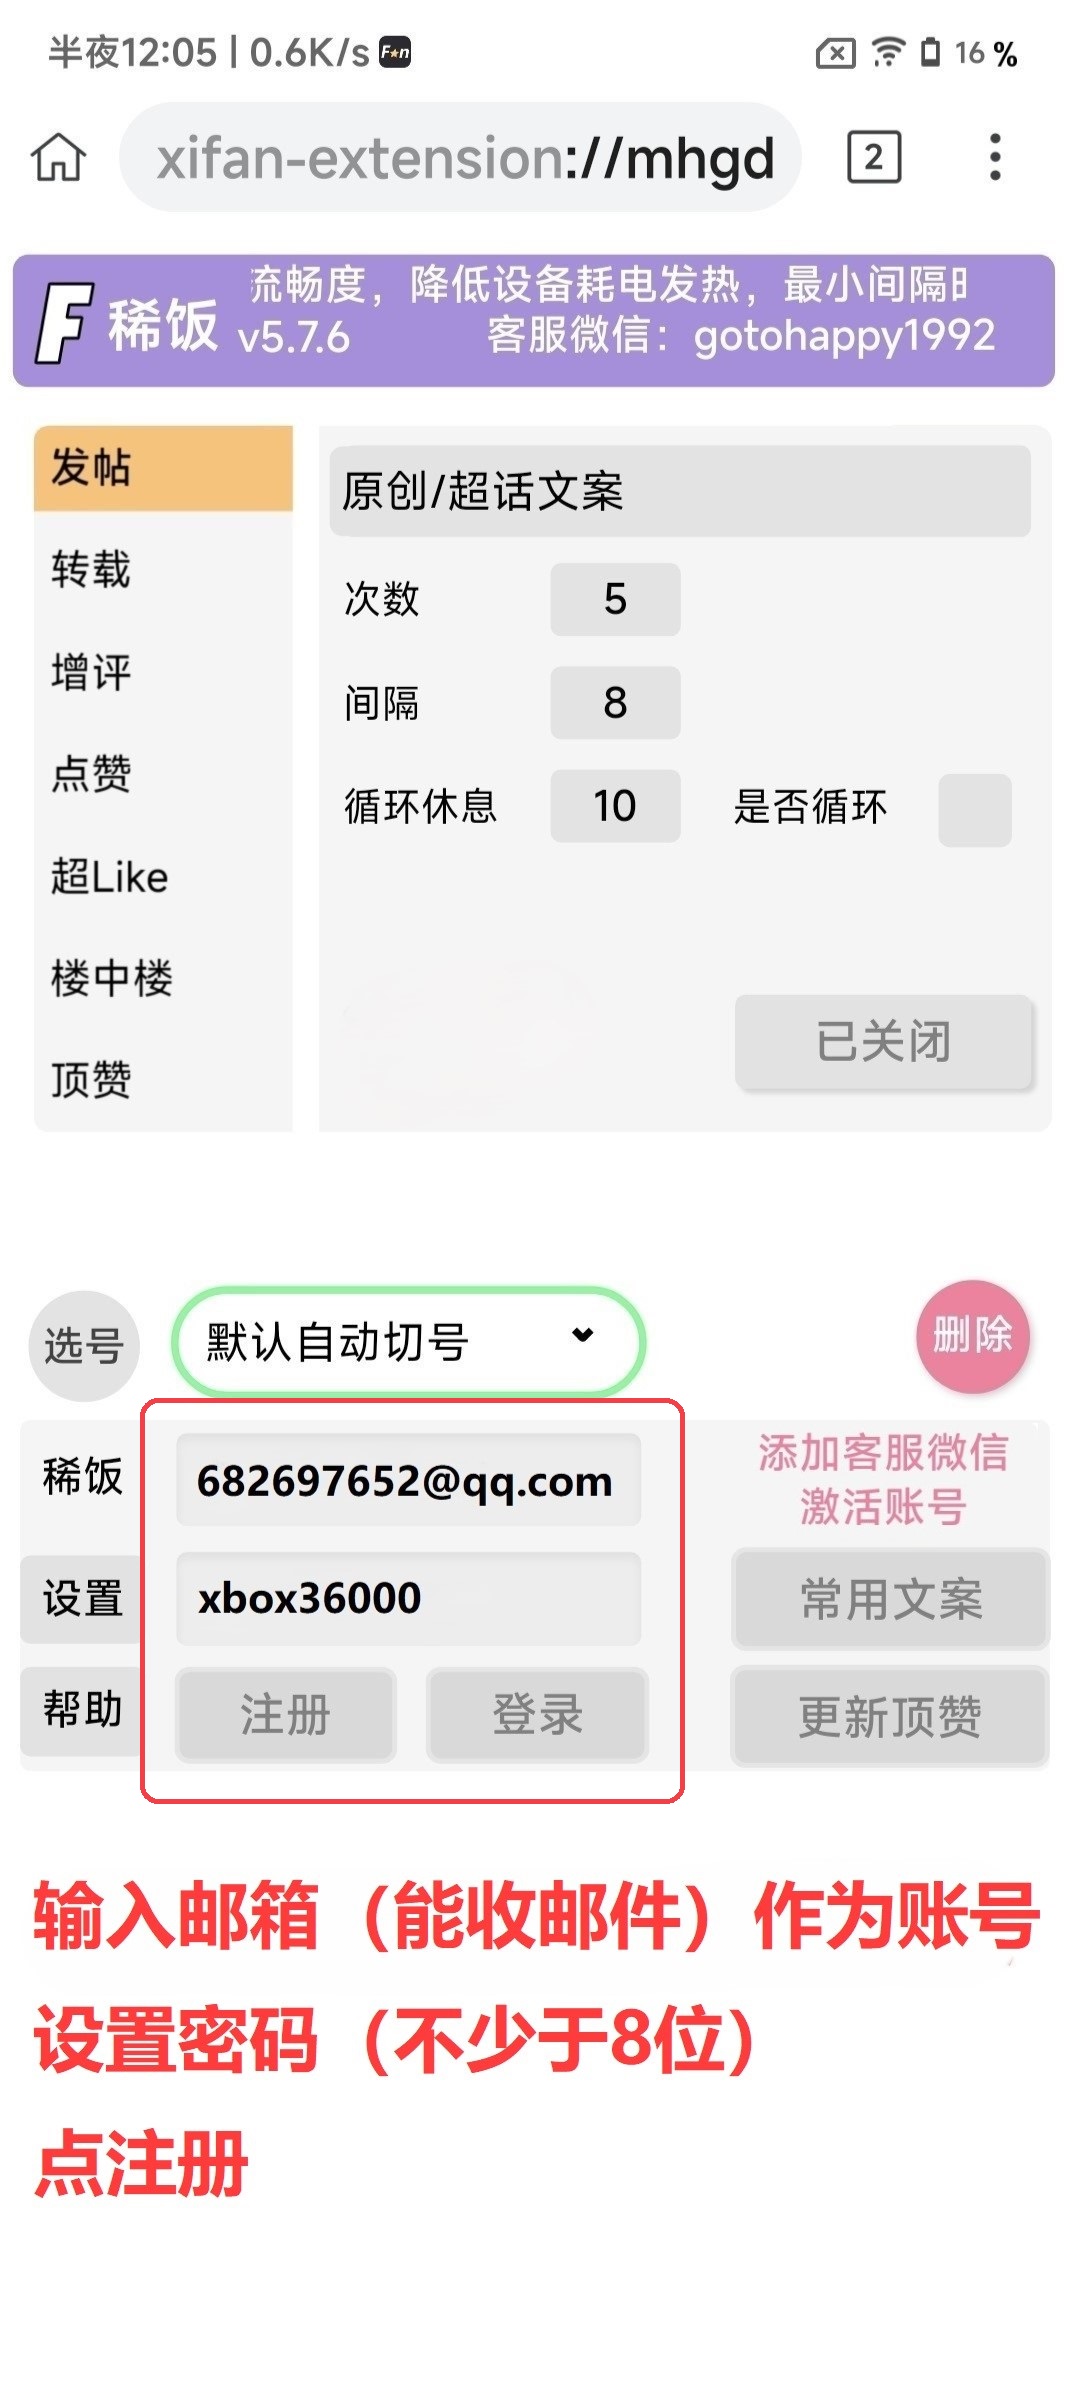 半夜12:05 | 0.6K/s F★n
16 %
xifan-extension://mhgd
2
F 稀饭
流畅度，降低设备耗电发热，最小间隔
v5.7.6 客服微信：gotohappy1992
发帖
转载
增评
点赞
超Like
楼中楼
顶赞
原创/超话文案
次数 5
间隔 8
循环休息 10 是否循环
已关闭
选号 默认自动切号 删除
稀饭 682697652@qq.com
添加客服微信
激活账号
设置 xbox36000 常用文案
帮助 注册 登录 更新顶赞
输入邮箱（能收邮件）作为账号
设置密码（不少于8位）
点注册